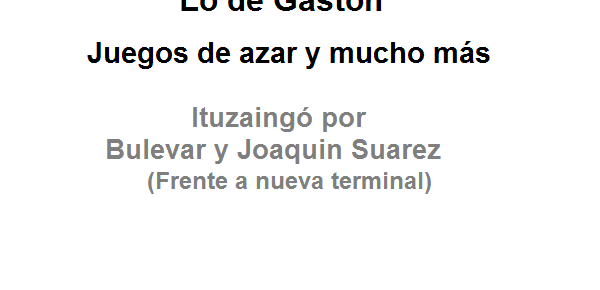 Lo de Gastón
Juegos de azar y mucho más
Ituzaingó por
Bulevar y Joaquin Suarez
(Frente a nueva terminal)